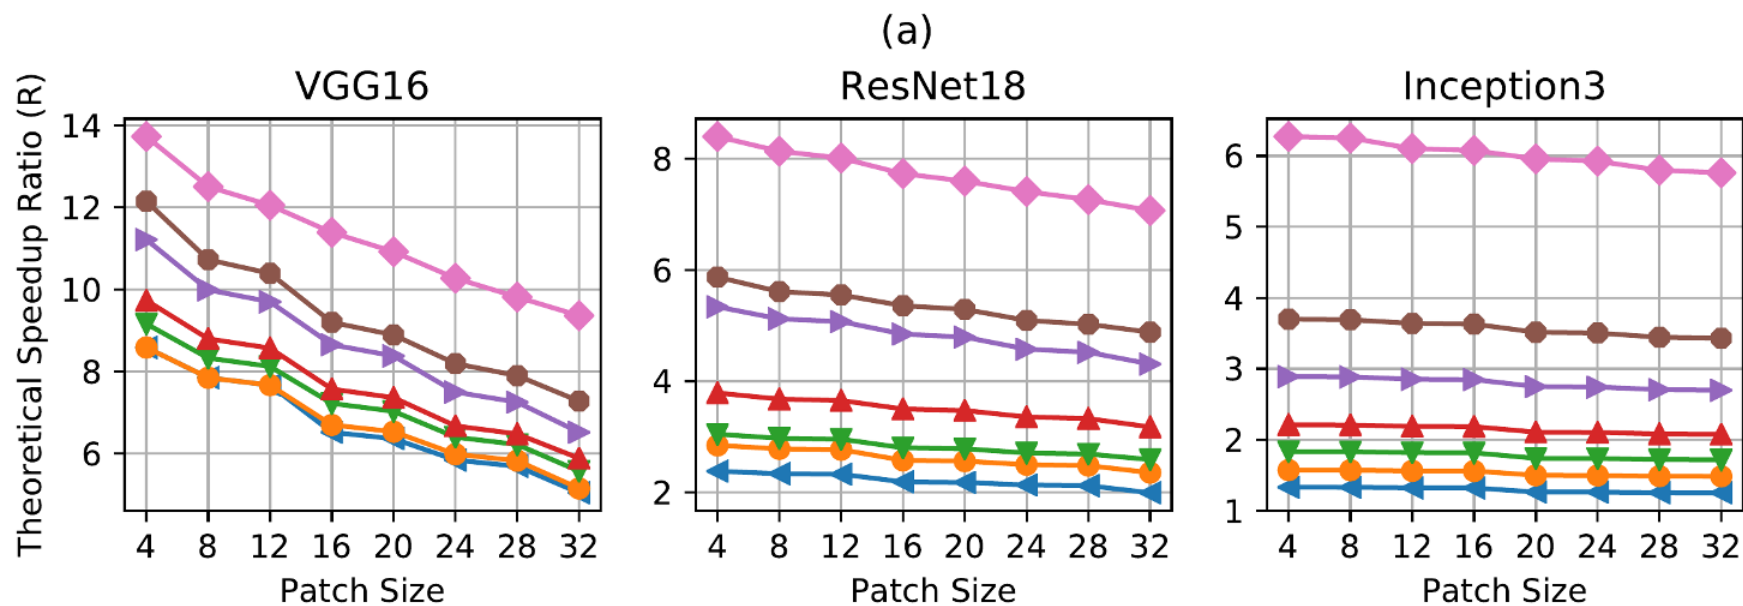 (a)
VGG16
ResNet18
Inception3
Theoretical Speedup Ratio (R)
14
12
10
8
6
8
6
4
2
6
5
4
3
2
1
4 8 12 16 20 24 28 32
4 8 12 16 20 24 28 32
4 8 12 16 20 24 28 32
Patch Size
Patch Size
Patch Size